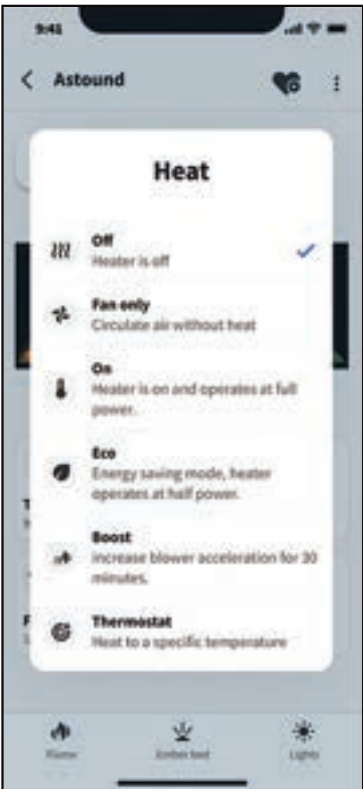 9:41
Astound
Heat
Off
Heater is off
Fan only
Circulate air without heat
On
Heater is on and operates at full
power.
Eco
Energy saving mode, heater
operates at half power.
Boost
Increase blower acceleration for 30
minutes.
Thermostat
Heat to a specific temperature
T
F
Flame
Ember bed
Lights